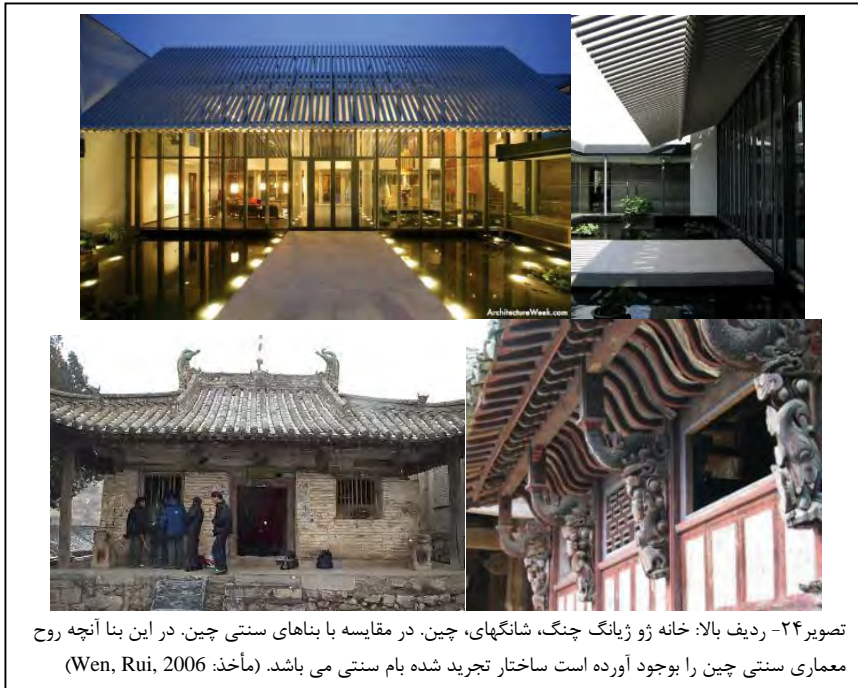 ArchitectureWeek.com
تصویر۲۴- ردیف بالا: خانه ژو ژیانگ چنگ، شانگهای، چین. در مقایسه با بناهای سنتی چین. در این بنا آنچه روح
معماری سنتی چین را بوجود آورده است ساختار تجرید شده بام سنتی می باشد. (مأخذ: Wen, Rui, 2006)